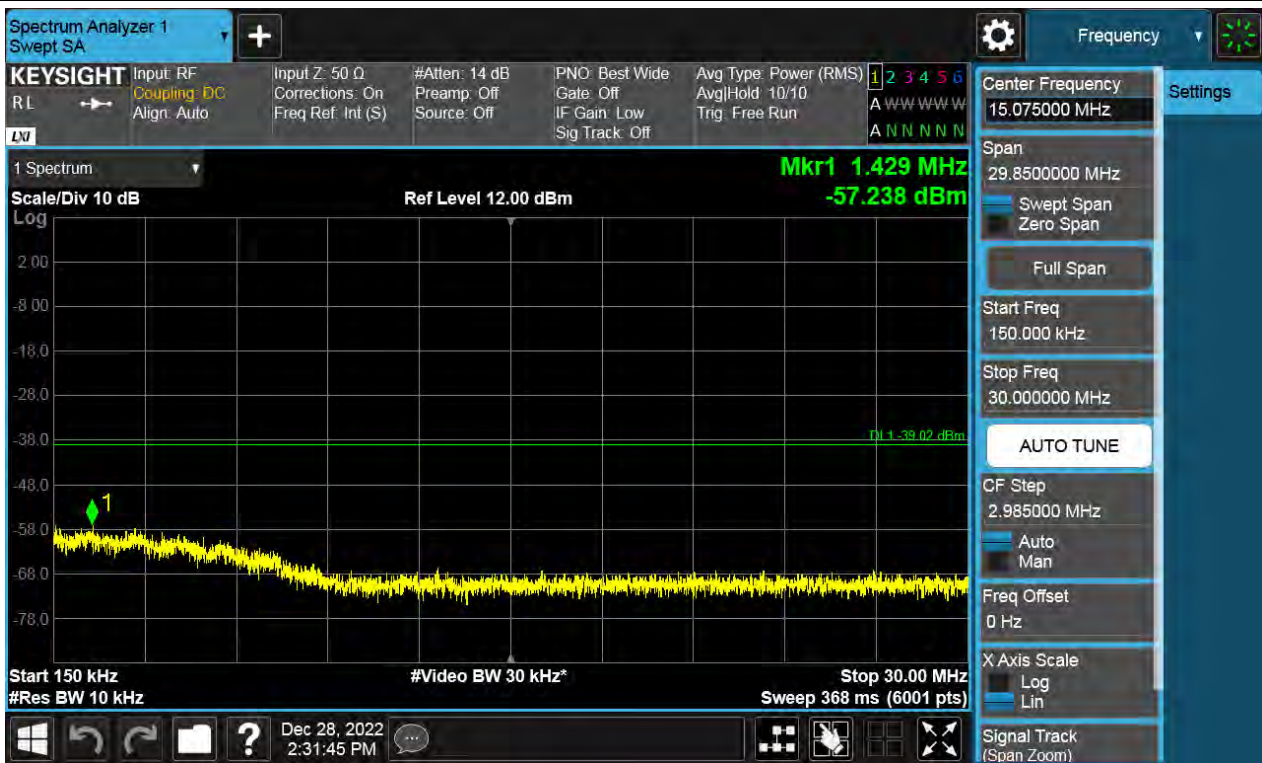 Spectrum Analyzer 1
Swept SA
+
Frequency
KEYSIGHT
RL
LXI
Input: RF
Coupling: DC
Align: Auto
Input Z: 50 Ω
Corrections: On
Freq Ref: Int (S)
#Atten: 14 dB
Preamp: Off
Source: Off
PNO: Best Wide
Gate: Off
IF Gain: Low
Sig Track: Off
Avg Type: Power (RMS)
Avg|Hold: 10/10
Trig: Free Run
1 2 3 4 5 6
A W W W W W
A N N N N N
1 Spectrum
Mkr1 1.429 MHz
Scale/Div 10 dB
Ref Level 12.00 dBm
-57.238 dBm
Log
2.00
-8.00
-18.0
-28.0
-38.0
DL1 -39.02 dBm
-48.0
1
-58.0
-68.0
-78.0
Start 150 kHz
#Video BW 30 kHz*
Stop 30.00 MHz
#Res BW 10 kHz
Sweep 368 ms (6001 pts)
Center Frequency
15.075000 MHz
Settings
Span
29.8500000 MHz
Swept Span
Zero Span
Full Span
Start Freq
150.000 kHz
Stop Freq
30.000000 MHz
AUTO TUNE
CF Step
2.985000 MHz
Auto
Man
Freq Offset
0 Hz
X Axis Scale
Log
Lin
Signal Track
(Span Zoom)
?
Dec 28, 2022
2:31:45 PM